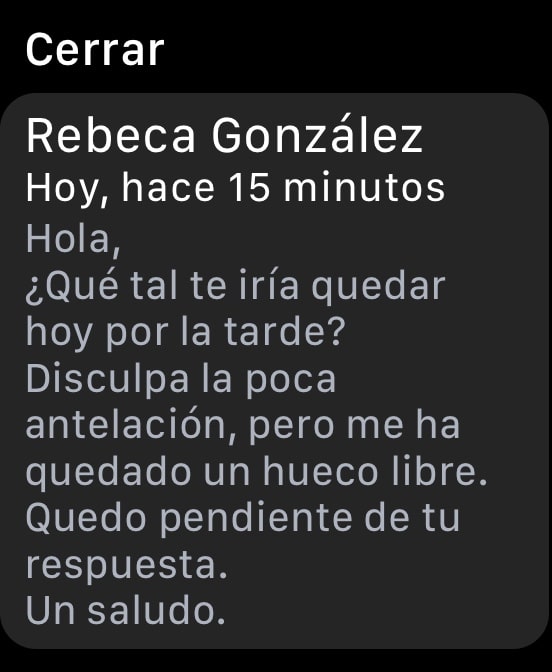 Cerrar
Rebeca González
Hoy, hace 15 minutos
Hola,
¿Qué tal te iría quedar
hoy por la tarde?
Disculpa la poca
antelación, pero me ha
quedado un hueco libre.
Quedo pendiente de tu
respuesta.
Un saludo.